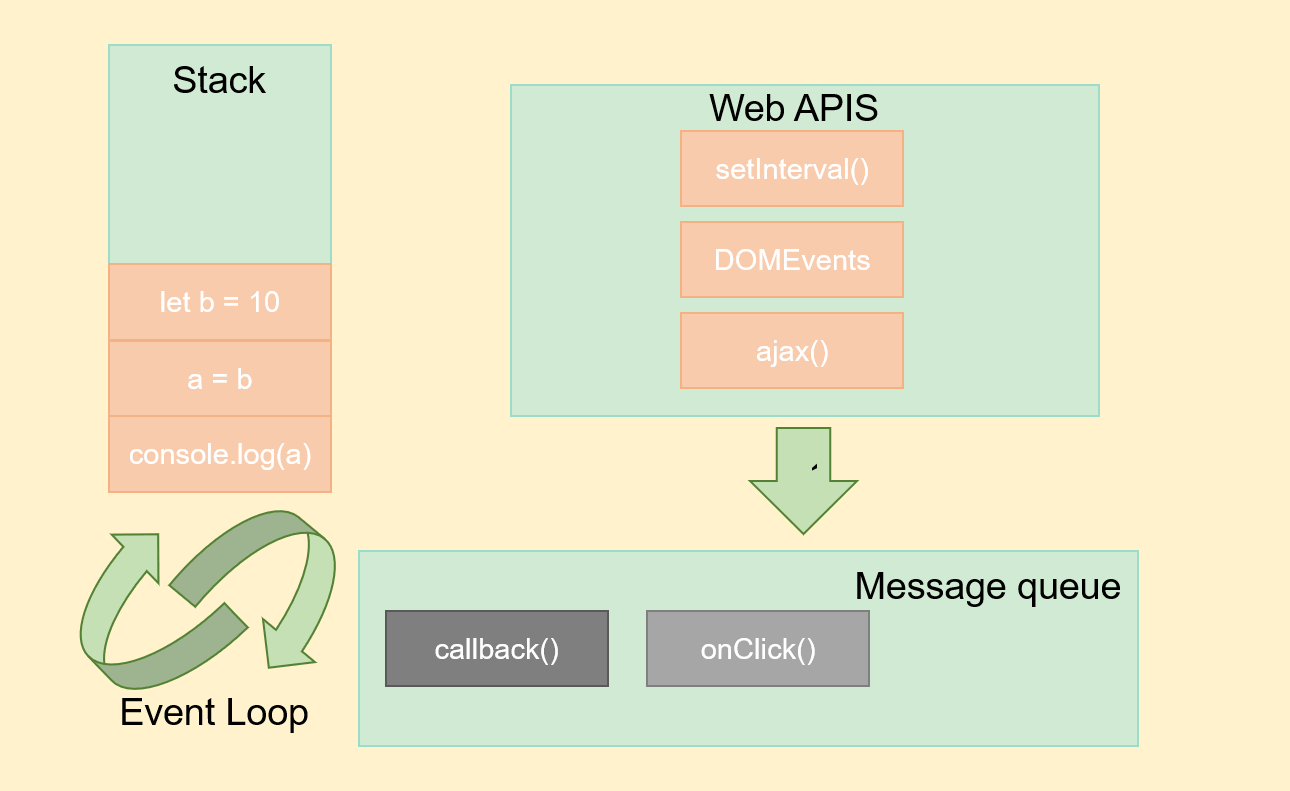 Stack
let b = 10
a = b
console.log(a)
Event Loop
Web APIS
setInterval()
DOMEvents
ajax()
Message queue
callback()
onClick()